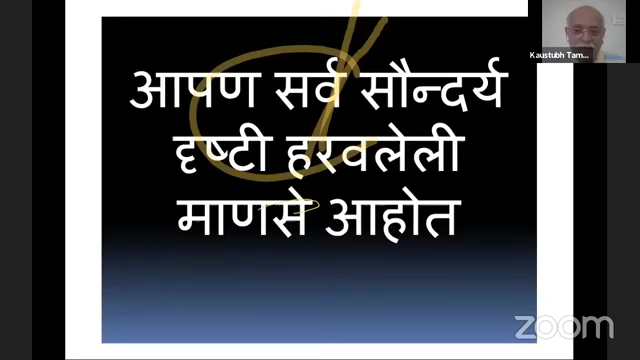 Kaustubh Tam...
आपण सर्व सौन्दर्य
दृष्टी हरवलेली
माणसे आहोत
zoom